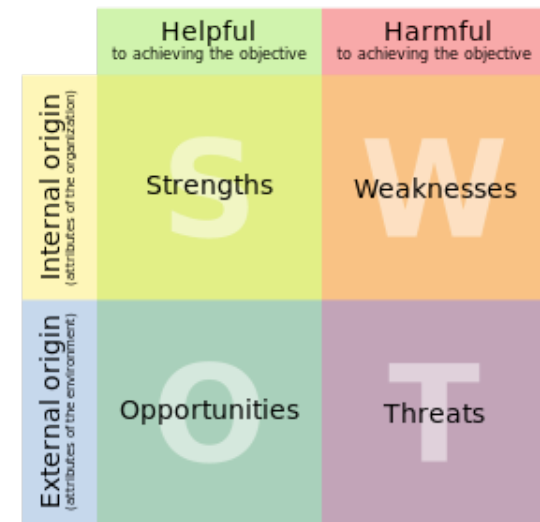 Helpful
to achieving the objective
Harmful
to achieving the objective
Internal origin
(attributes of the organization)
S
Strengths
W
Weaknesses
External origin
(attributes of the environment)
O
Opportunities
T
Threats